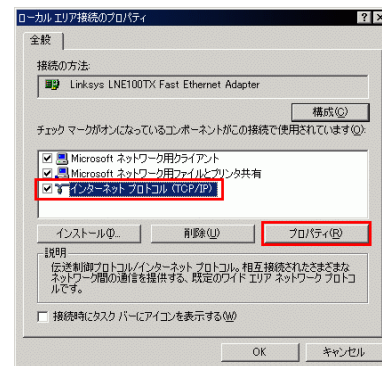 ローカル エリア接続のプロパティ
全般
接続の方法:
Linksys LNE100TX Fast Ethernet Adapter
構成(C)
チェック マークがオンになっているコンポーネントがこの接続で使用されています(O):
Microsoft ネットワーク用クライアント
Microsoft ネットワーク用ファイルとプリンタ共有
インターネット プロトコル (TCP/IP)
インストール(I)...
削除(U)
プロパティ(R)
説明
伝送制御プロトコル/インターネット プロトコル。相互接続されたさまざまな
ネットワーク間の通信を提供する、既定のワイド エリア ネットワーク プロトコ
ルです。
接続時にタスク バーにアイコンを表示する(W)
OK
キャンセル